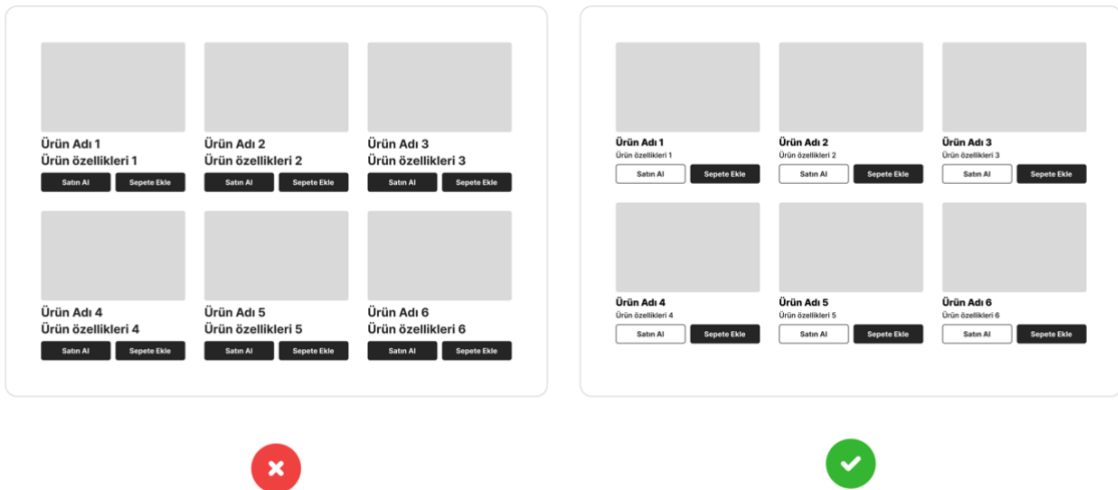 Ürün Adı 1
Ürün özellikleri 1
Satın Al Sepete Ekle
Ürün Adı 2
Ürün özellikleri 2
Satın Al Sepete Ekle
Ürün Adı 3
Ürün özellikleri 3
Satın Al Sepete Ekle
Ürün Adı 4
Ürün özellikleri 4
Satın Al Sepete Ekle
Ürün Adı 5
Ürün özellikleri 5
Satın Al Sepete Ekle
Ürün Adı 6
Ürün özellikleri 6
Satın Al Sepete Ekle
Ürün Adı 1
Ürün özellikleri 1
Satın Al Sepete Ekle
Ürün Adı 2
Ürün özellikleri 2
Satın Al Sepete Ekle
Ürün Adı 3
Ürün özellikleri 3
Satın Al Sepete Ekle
Ürün Adı 4
Ürün özellikleri 4
Satın Al Sepete Ekle
Ürün Adı 5
Ürün özellikleri 5
Satın Al Sepete Ekle
Ürün Adı 6
Ürün özellikleri 6
Satın Al Sepete Ekle